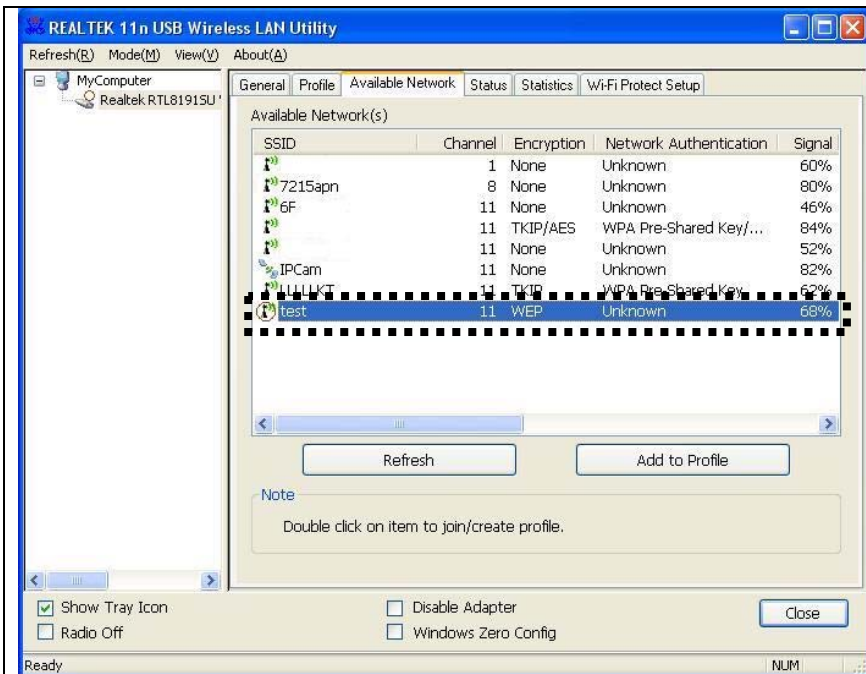 REALTEK 11n USB Wireless LAN Utility
Refresh(R) Mode(M) View(V) About(A)
MyComputer
Realtek RTL8191SU
General Profile Available Network Status Statistics Wi-Fi Protect Setup
Available Network(s)
SSID Channel Encryption Network Authentication Signal
1 None Unknown 60%
7215apn 8 None Unknown 80%
6F 11 None Unknown 46%
11 TKIP/AES WPA Pre-Shared Key/... 84%
11 None Unknown 52%
IPCam 11 None Unknown 82%
11 TKIP WPA Pre-Shared Key 62%
test 11 WEP Unknown 68%
Refresh Add to Profile
Note
Double click on item to join/create profile.
Show Tray Icon Disable Adapter
Radio Off Windows Zero Config
Close
Ready NUM